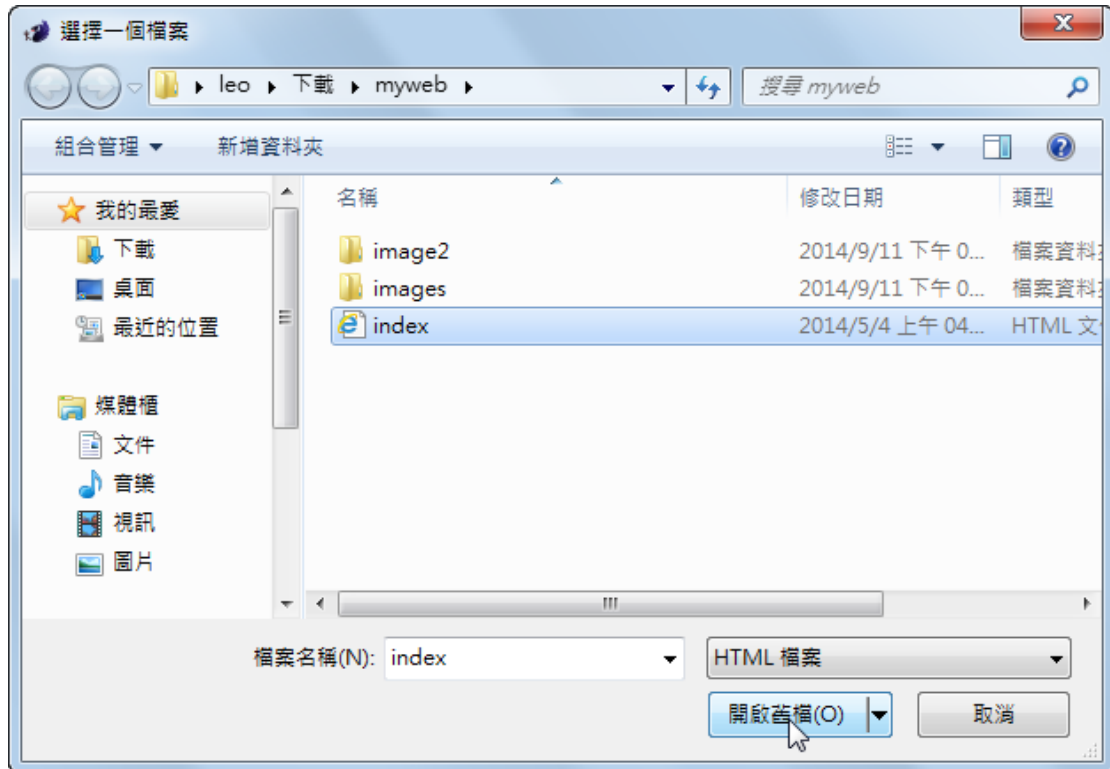 選擇一個檔案
leo 下載 myweb
搜尋 myweb
組合管理 新增資料夾
我的最愛
下載
桌面
最近的位置
媒體櫃
文件
音樂
視訊
圖片
名稱 修改日期 類型
image2 2014/9/11 下午 0... 檔案資料
images 2014/9/11 下午 0... 檔案資料
index 2014/5/4 上午 04... HTML 文
檔案名稱(N): index HTML 檔案
開啟舊檔(O) 取消